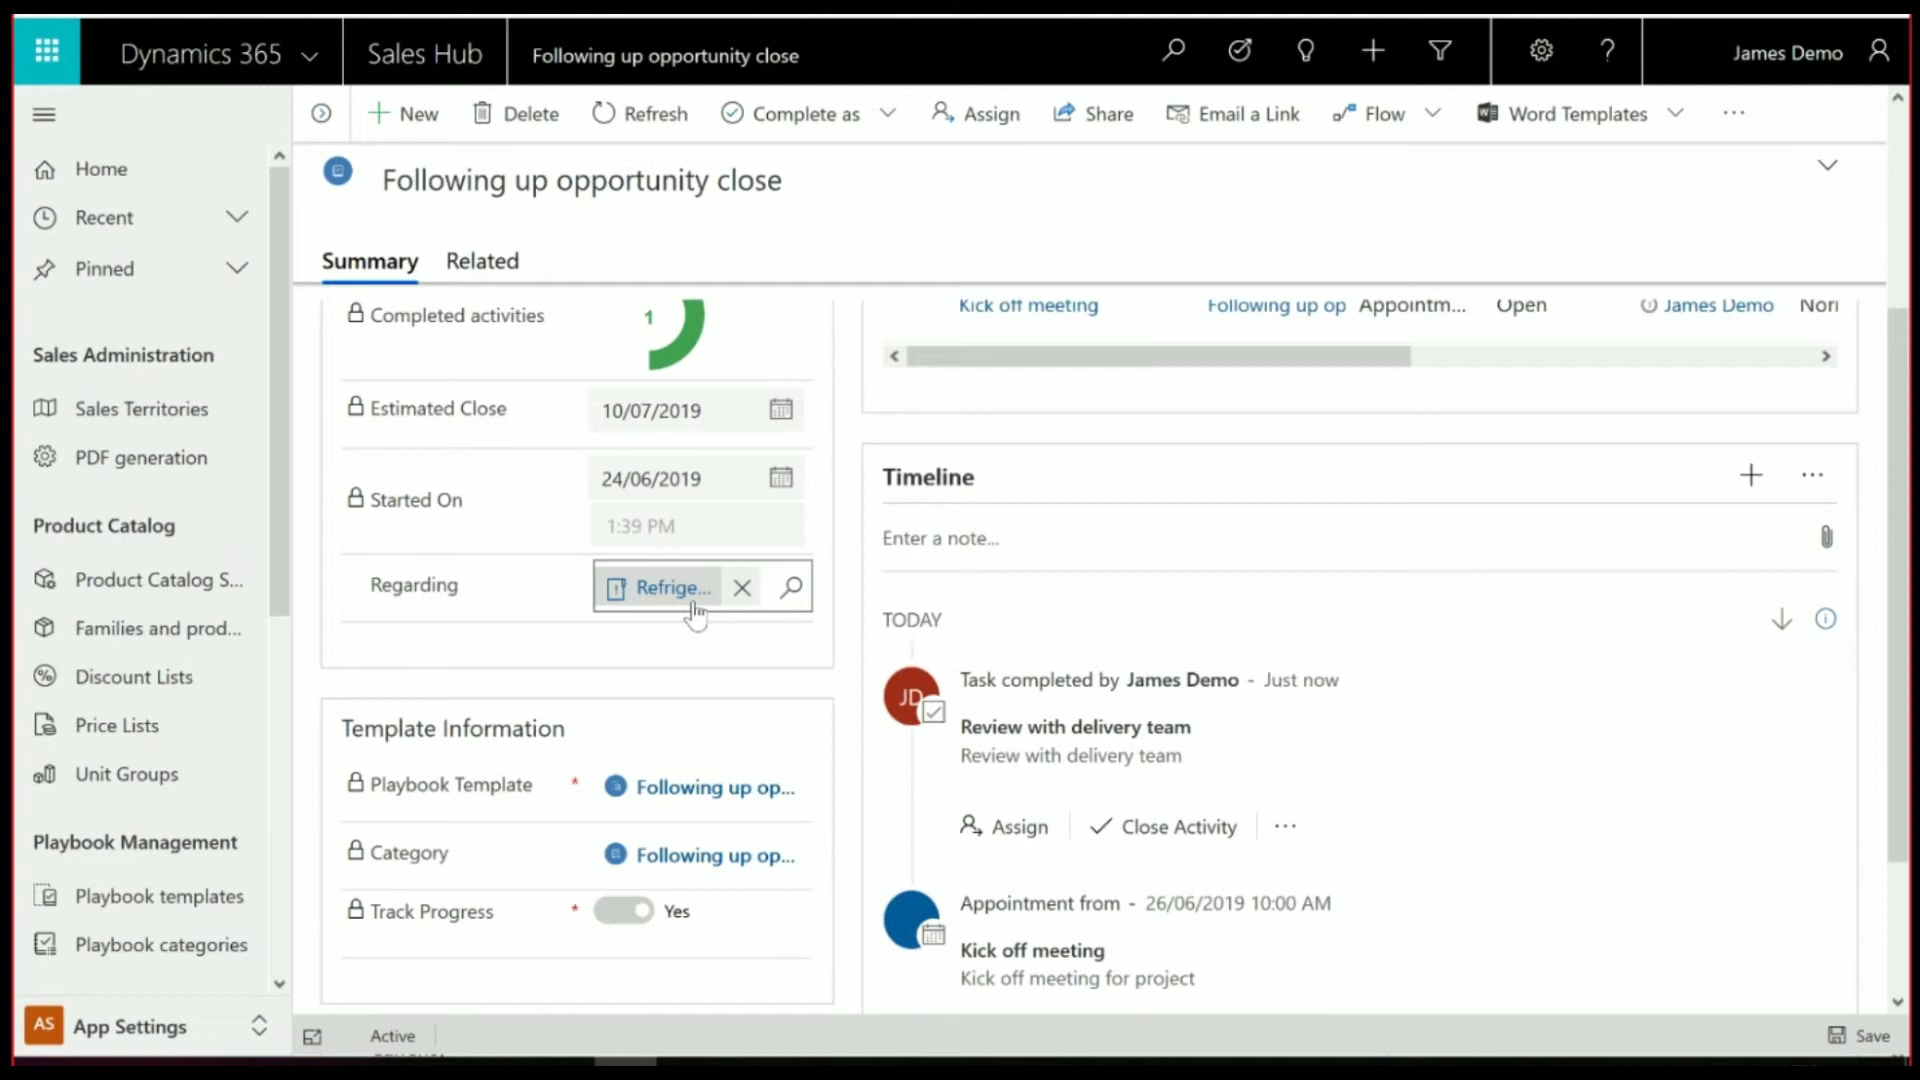 Dynamics 365
Sales Hub
Following up opportunity close
James Demo
New
Delete
Refresh
Complete as
Assign
Share
Email a Link
Flow
Word Templates
Home
Recent
Pinned
Sales Administration
Sales Territories
PDF generation
Product Catalog
Product Catalog S...
Families and prod...
Discount Lists
Price Lists
Unit Groups
Playbook Management
Playbook templates
Playbook categories
AS App Settings
Following up opportunity close
Summary Related
Completed activities 1
Estimated Close 10/07/2019
Started On 24/06/2019
1:39 PM
Regarding Refrige...
Template Information
Playbook Template * Following up op...
Category Following up op...
Track Progress * Yes
Kick off meeting Following up op Appointm... Open James Demo
Timeline
Enter a note...
TODAY
JD
Task completed by James Demo - Just now
Review with delivery team
Review with delivery team
Assign Close Activity
Appointment from - 26/06/2019 10:00 AM
Kick off meeting
Kick off meeting for project
Active
Save